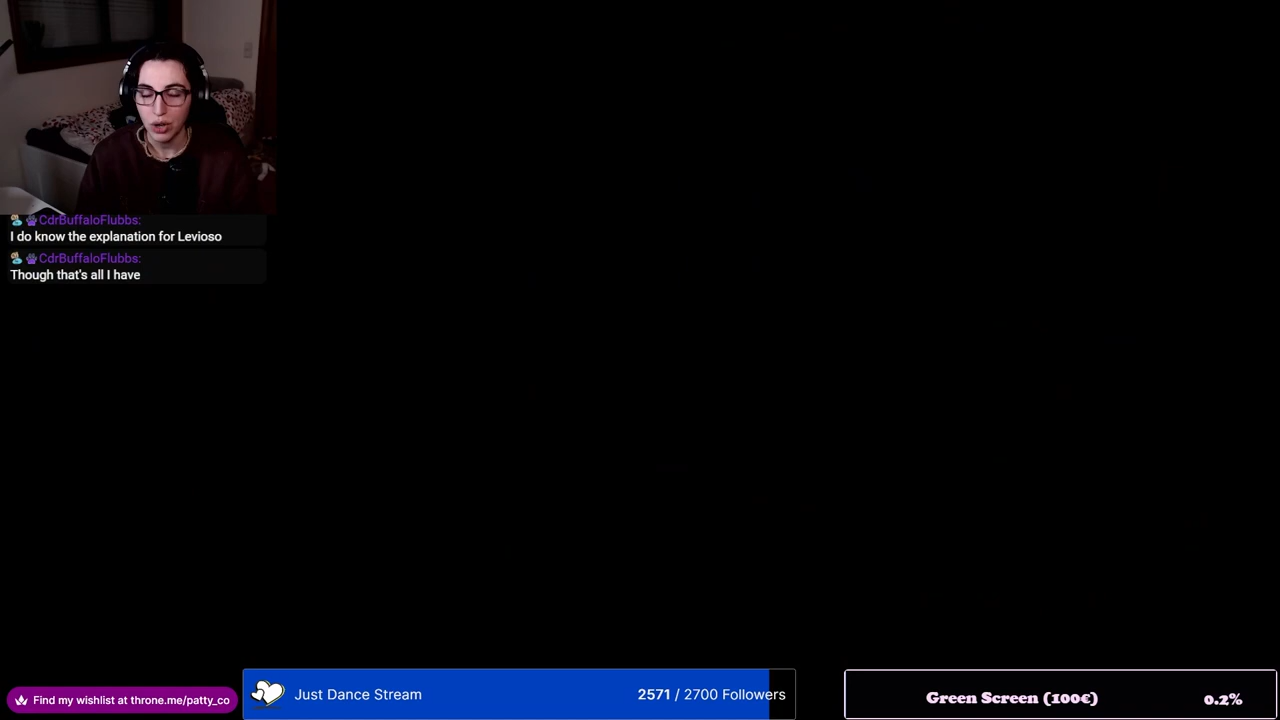 CdrBuffaloFlubbs:
I do know the explanation for Levioso
CdrBuffaloFlubbs:
Though that's all I have
Find my wishlist at throne.me/patty_co
Just Dance Stream
2571 / 2700 Followers
Green Screen (100€)
0.2%